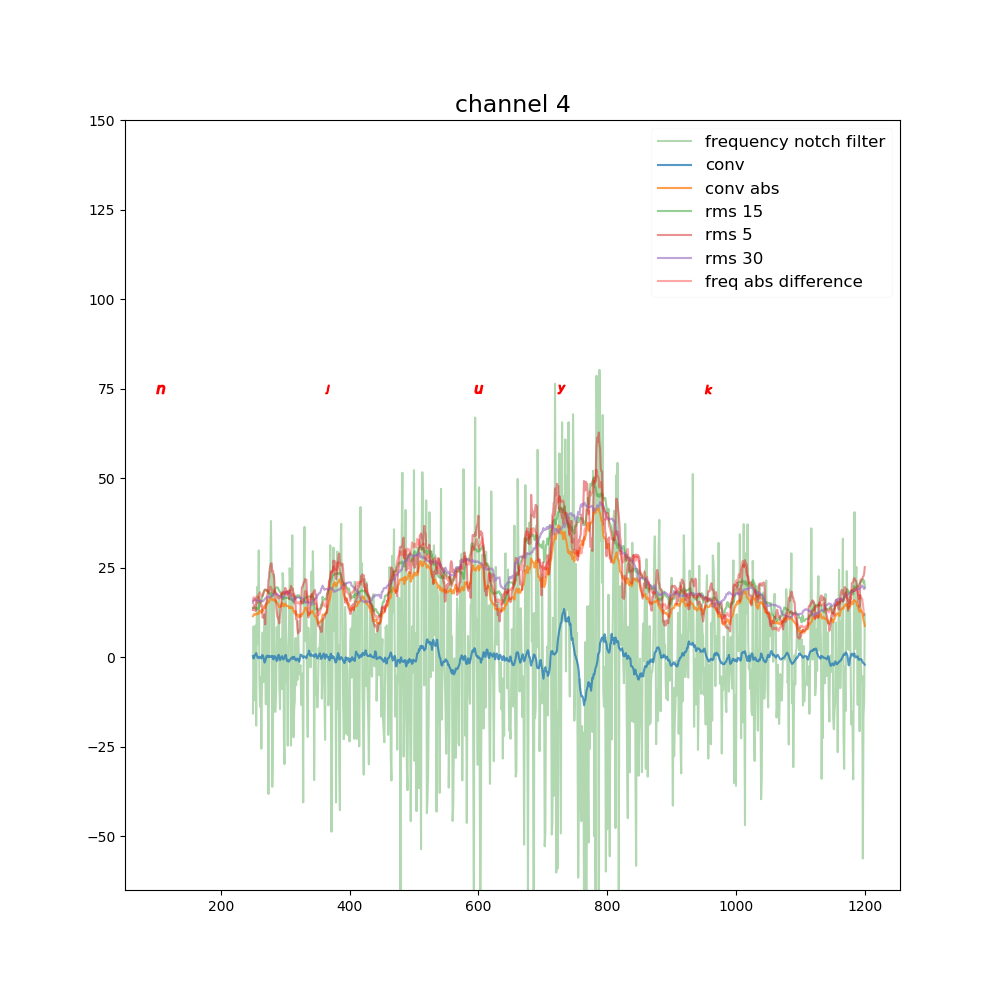 channel 4
150
125
100
75
50
25
0
−25
−50
frequency notch filter
conv
conv abs
rms 15
rms 5
rms 30
freq abs difference
n j u y k
200 400 600 800 1000 1200